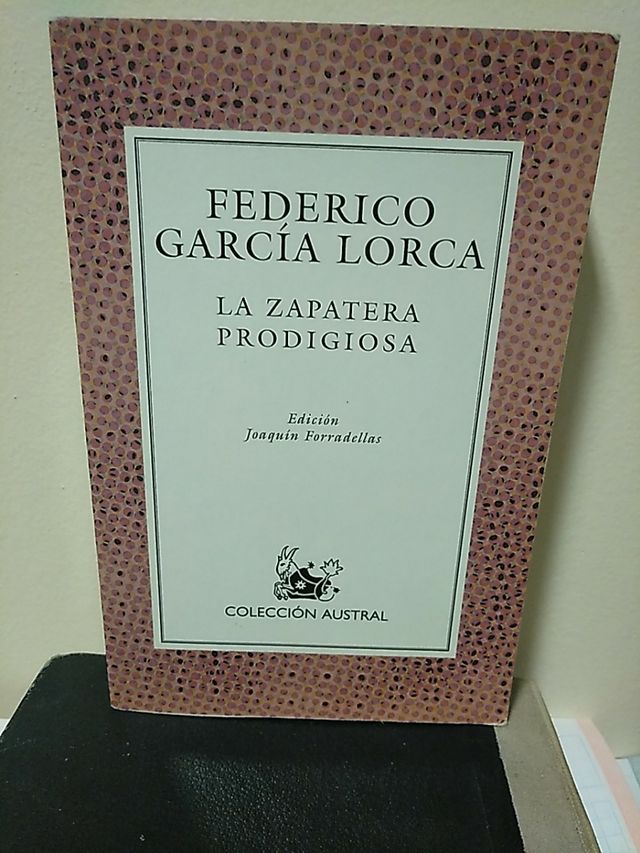 FEDERICO
GARCÍA LORCA
LA ZAPATERA
PRODIGIOSA
Edición
Joaquín Forradellas
COLECCIÓN AUSTRAL